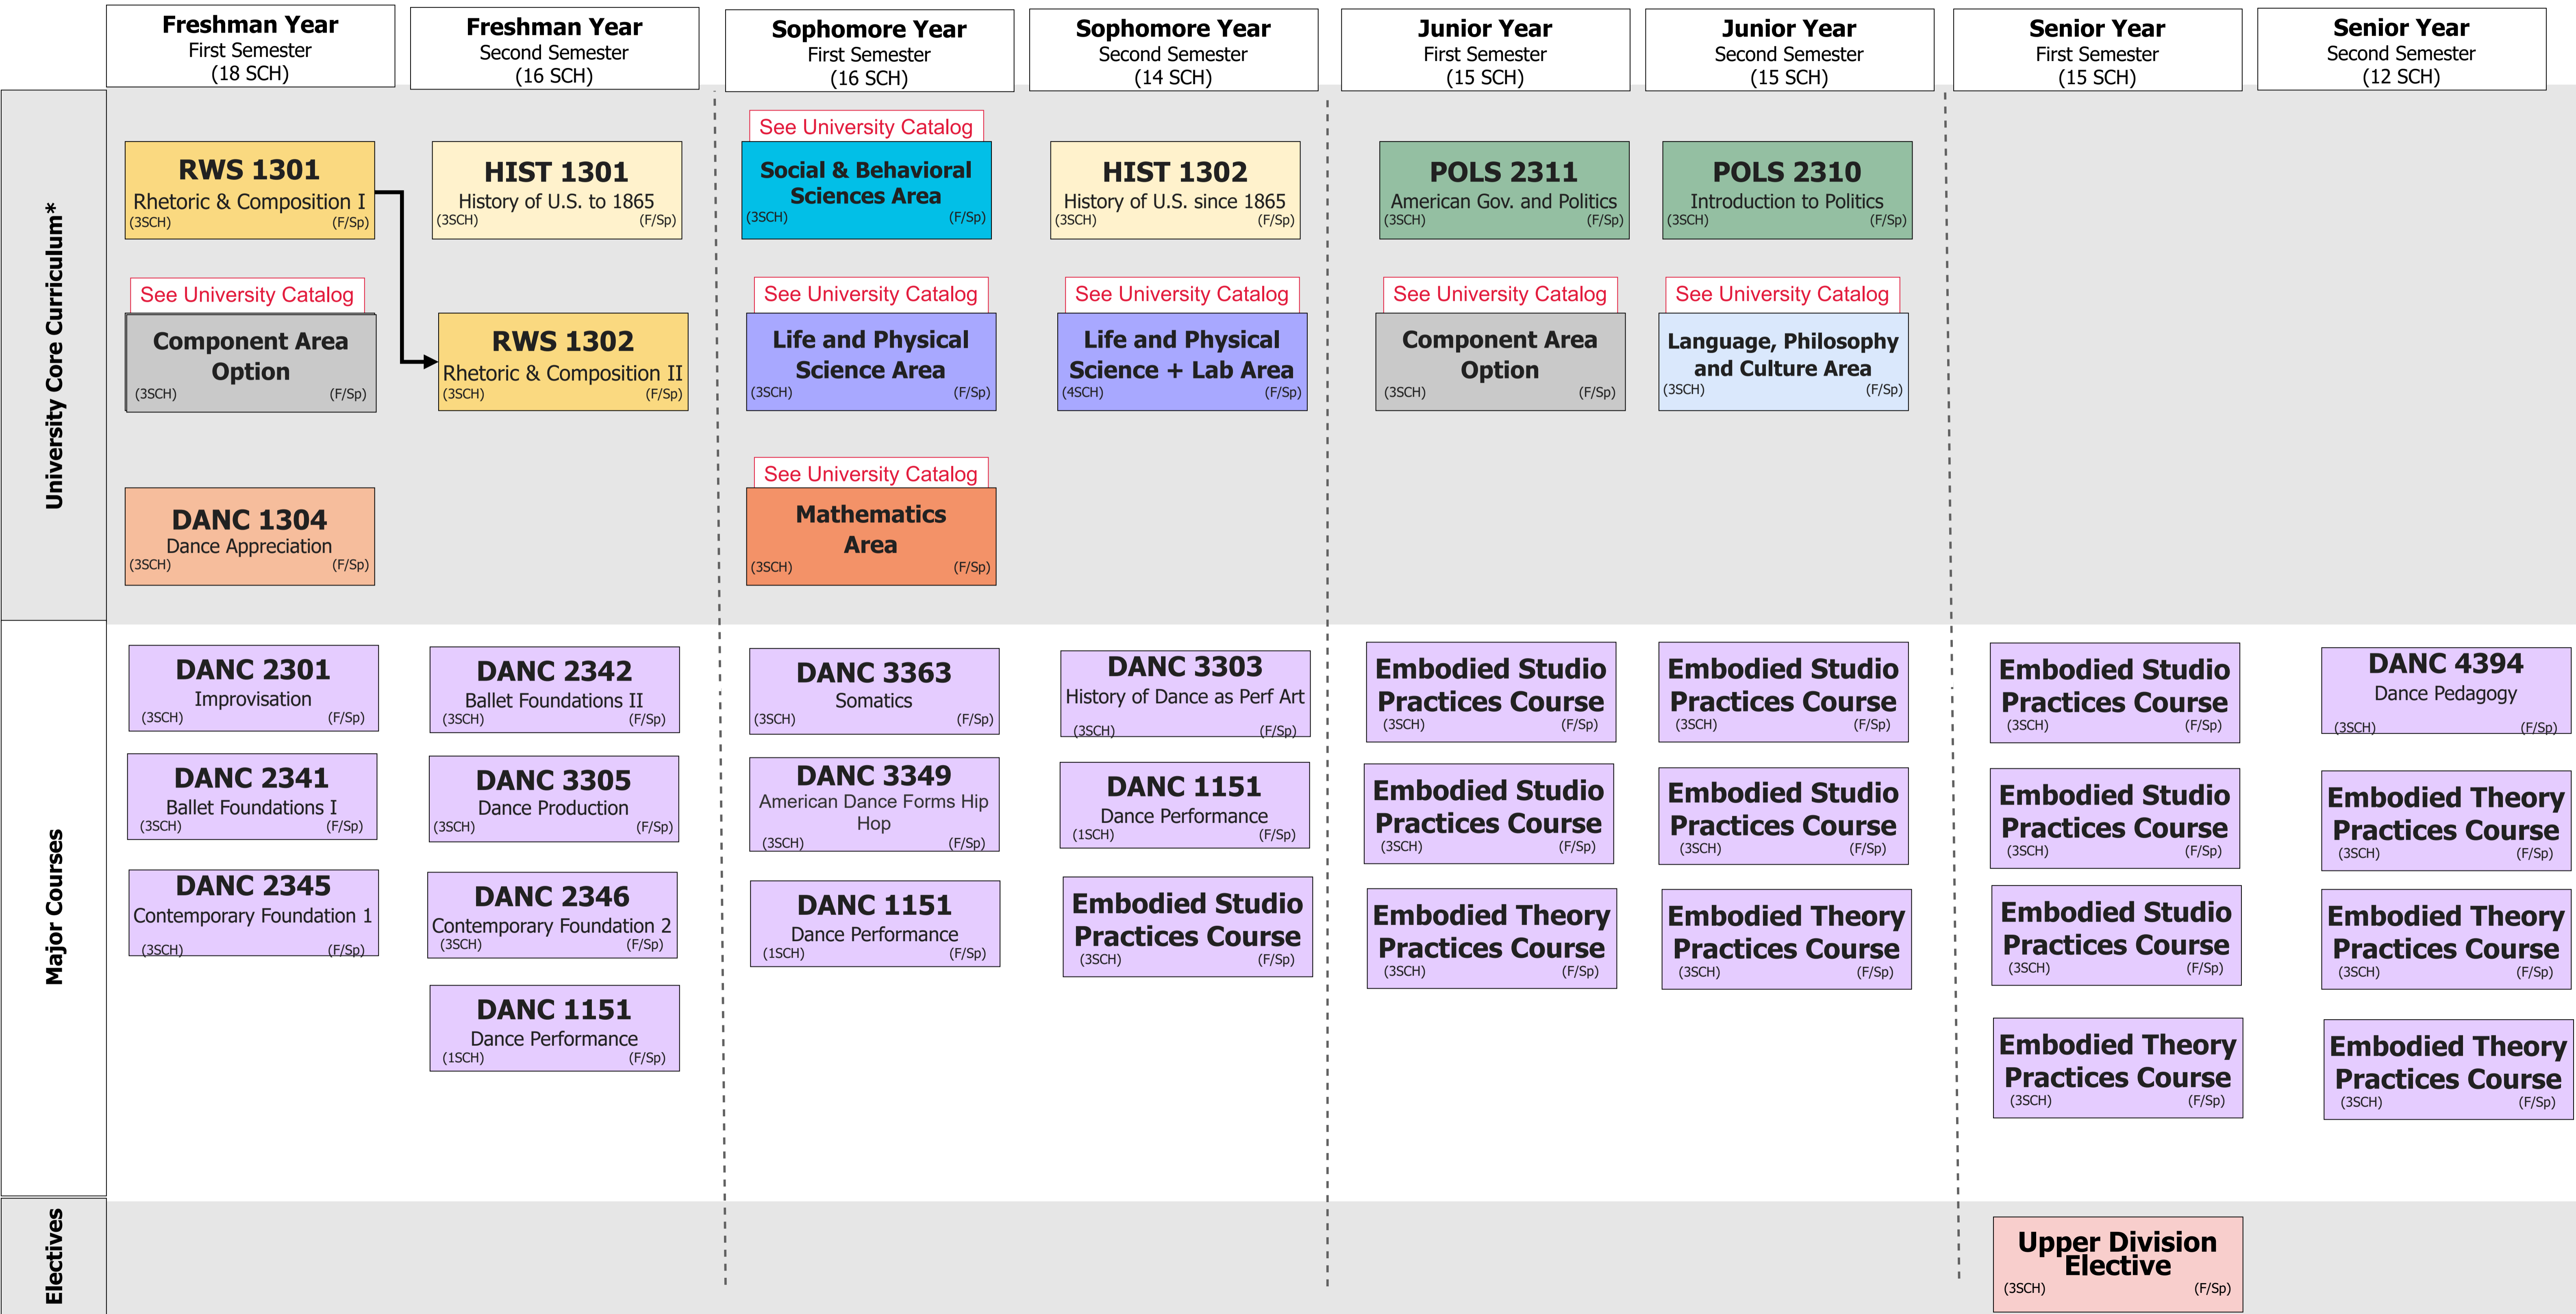 Freshman Year
First Semester
(18 SCH)
Freshman Year
Second Semester
(16 SCH)
Sophomore Year
First Semester
(16 SCH)
Sophomore Year
Second Semester
(14 SCH)
Junior Year
First Semester
(15 SCH)
Junior Year
Second Semester
(15 SCH)
Senior Year
First Semester
(15 SCH)
Senior Year
Second Semester
(12 SCH)
University Core Curriculum*
RWS 1301
Rhetoric & Composition I
(3SCH) (F/Sp)
HIST 1301
History of U.S. to 1865
(3SCH) (F/Sp)
See University Catalog
Social & Behavioral
Sciences Area
(3SCH) (F/Sp)
HIST 1302
History of U.S. since 1865
(3SCH) (F/Sp)
POLS 2311
American Gov. and Politics
(3SCH) (F/Sp)
POLS 2310
Introduction to Politics
(3SCH) (F/Sp)
See University Catalog
Component Area
Option
(3SCH) (F/Sp)
RWS 1302
Rhetoric & Composition II
(3SCH) (F/Sp)
See University Catalog
Life and Physical
Science Area
(3SCH) (F/Sp)
See University Catalog
Life and Physical
Science + Lab Area
(4SCH) (F/Sp)
See University Catalog
Component Area
Option
(3SCH) (F/Sp)
See University Catalog
Language, Philosophy
and Culture Area
(3SCH) (F/Sp)
DANC 1304
Dance Appreciation
(3SCH) (F/Sp)
See University Catalog
Mathematics
Area
(3SCH) (F/Sp)
Major Courses
DANC 2301
Improvisation
(3SCH) (F/Sp)
DANC 2342
Ballet Foundations II
(3SCH) (F/Sp)
DANC 3363
Somatics
(3SCH) (F/Sp)
DANC 3303
History of Dance as Perf Art
(3SCH) (F/Sp)
Embodied Studio
Practices Course
(3SCH) (F/Sp)
Embodied Studio
Practices Course
(3SCH) (F/Sp)
Embodied Studio
Practices Course
(3SCH) (F/Sp)
DANC 4394
Dance Pedagogy
(3SCH) (F/Sp)
DANC 2341
Ballet Foundations I
(3SCH) (F/Sp)
DANC 3305
Dance Production
(3SCH) (F/Sp)
DANC 3349
American Dance Forms Hip
Hop
(3SCH) (F/Sp)
DANC 1151
Dance Performance
(1SCH) (F/Sp)
Embodied Studio
Practices Course
(3SCH) (F/Sp)
Embodied Studio
Practices Course
(3SCH) (F/Sp)
Embodied Studio
Practices Course
(3SCH) (F/Sp)
Embodied Theory
Practices Course
(3SCH) (F/Sp)
DANC 2345
Contemporary Foundation 1
(3SCH) (F/Sp)
DANC 2346
Contemporary Foundation 2
(3SCH) (F/Sp)
DANC 1151
Dance Performance
(1SCH) (F/Sp)
Embodied Studio
Practices Course
(3SCH) (F/Sp)
Embodied Theory
Practices Course
(3SCH) (F/Sp)
Embodied Theory
Practices Course
(3SCH) (F/Sp)
Embodied Studio
Practices Course
(3SCH) (F/Sp)
Embodied Theory
Practices Course
(3SCH) (F/Sp)
DANC 1151
Dance Performance
(1SCH) (F/Sp)
Embodied Theory
Practices Course
(3SCH) (F/Sp)
Embodied Theory
Practices Course
(3SCH) (F/Sp)
Electives
Upper Division
Elective
(3SCH) (F/Sp)